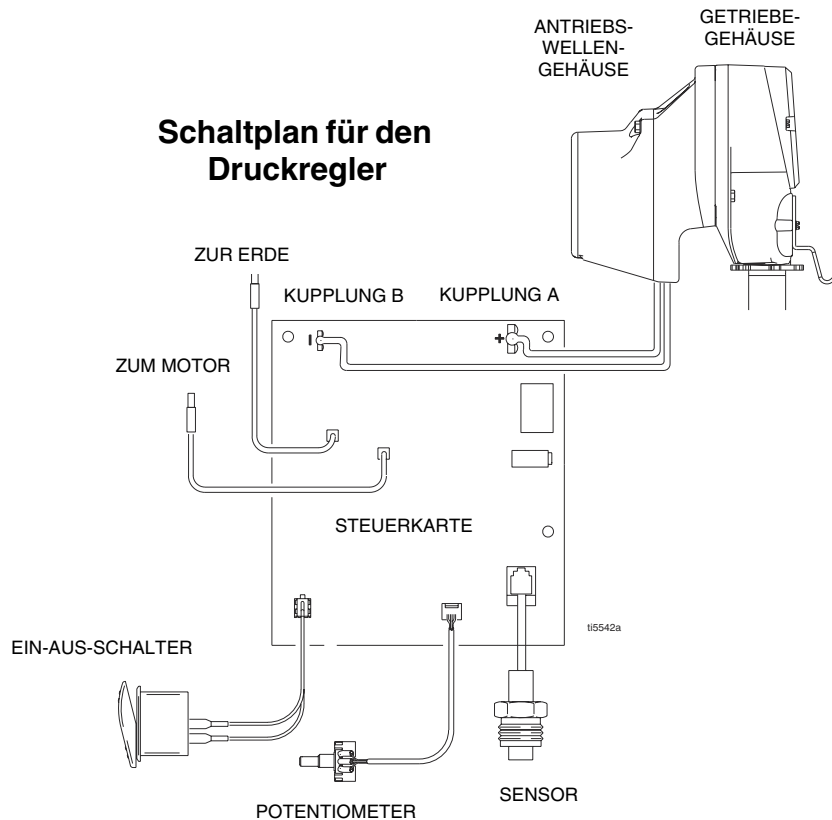 ANTRIEBS-
WELLEN-
GEHÄUSE
GETRIEBE-
GEHÄUSE
Schaltplan für den
Druckregler
ZUR ERDE
KUPPLUNG B
KUPPLUNG A
–
+
ZUM MOTOR
STEUERKARTE
ti5542a
EIN-AUS-SCHALTER
POTENTIOMETER
SENSOR